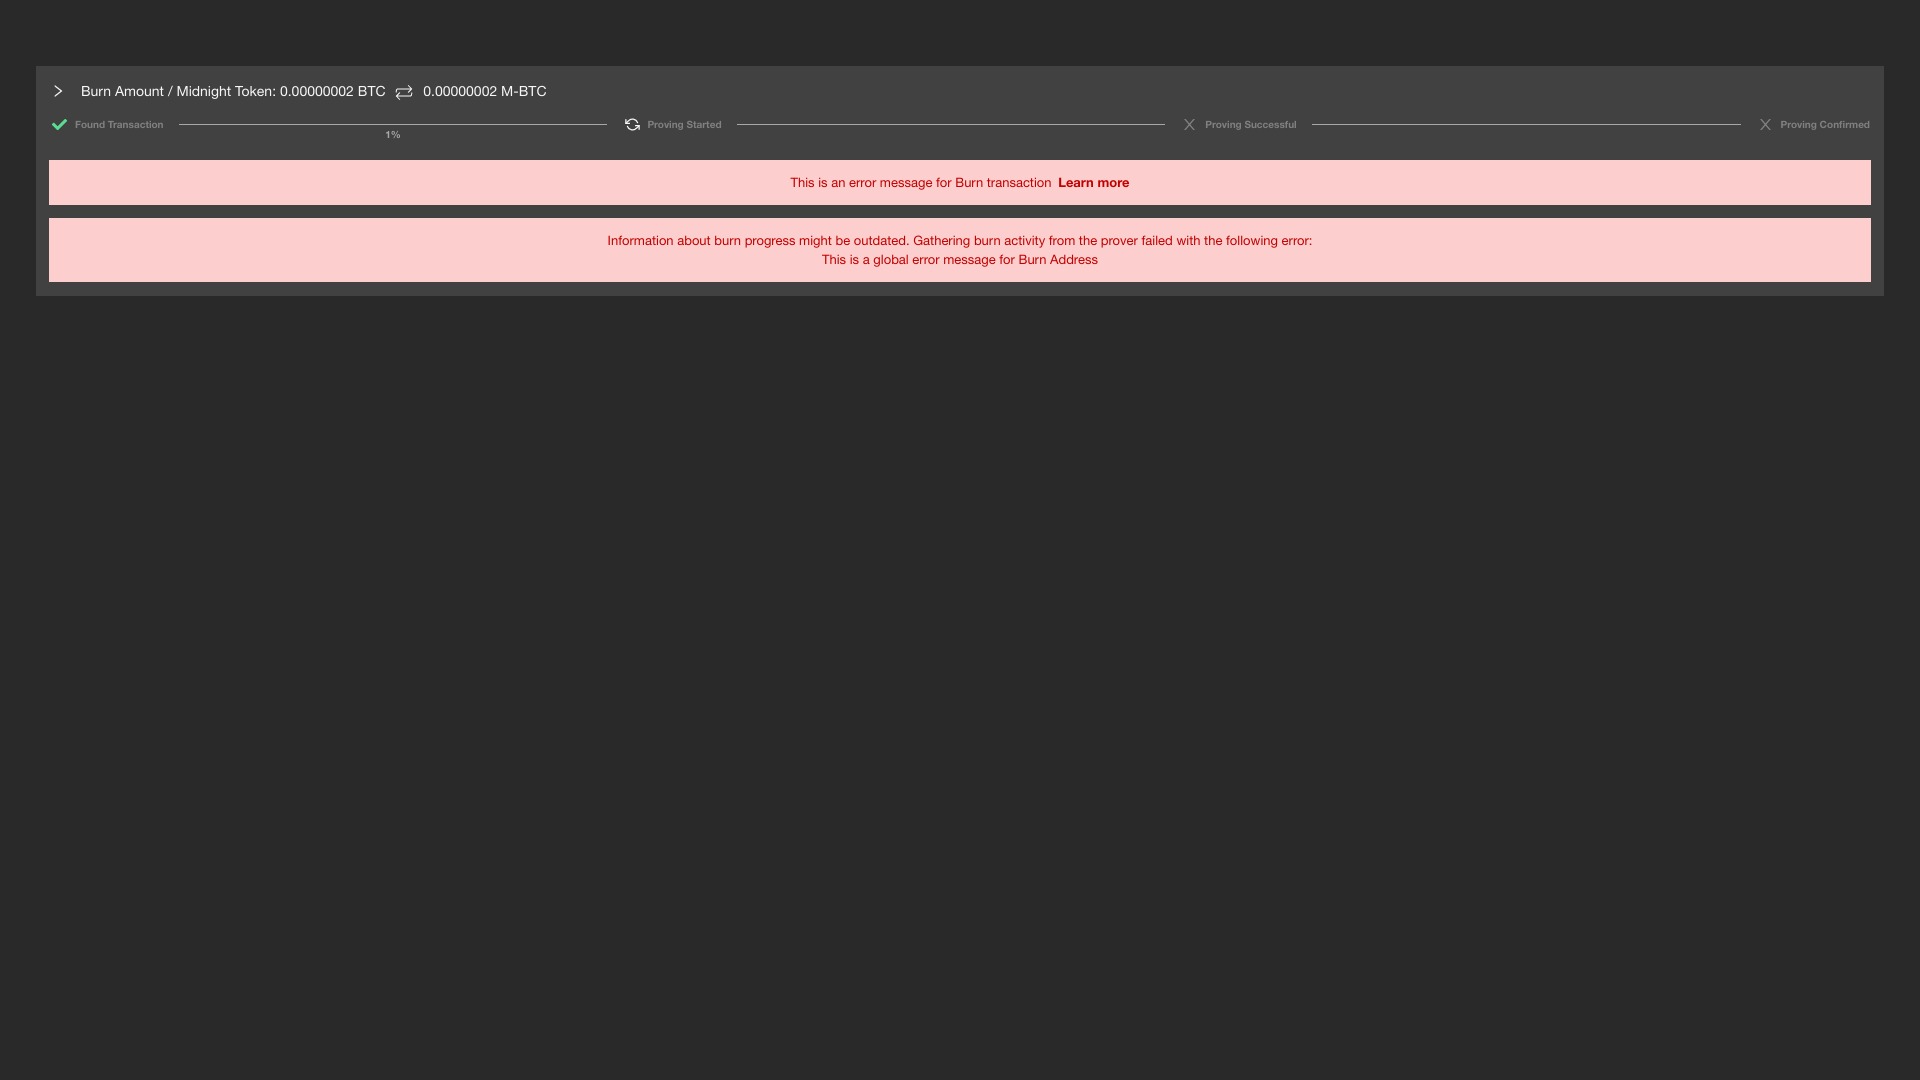 Burn Amount / Midnight Token: 0.00000002 BTC 0.00000002 M-BTC
Found Transaction 1% Proving Started Proving Successful Proving Confirmed
This is an error message for Burn transaction Learn more
Information about burn progress might be outdated. Gathering burn activity from the prover failed with the following error:
This is a global error message for Burn Address